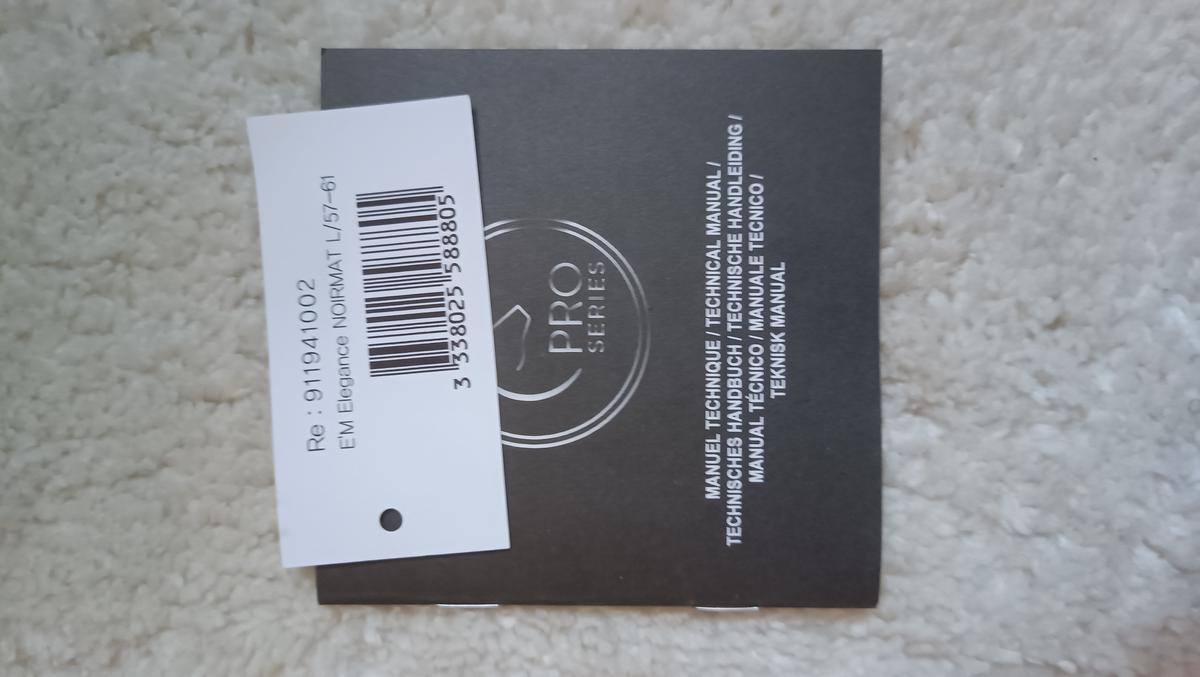 Re : 911941002
EM Elegance NOIRMAT L/57-61
3 338025 588805
PRO
SERIES
MANUEL TECHNIQUE / TECHNICAL MANUAL /
TECHNISCHES HANDBUCH / TECHNISCHE HANDLEIDING /
MANUAL TÉCNICO / MANUALE TECNICO /
TEKNISK MANUAL